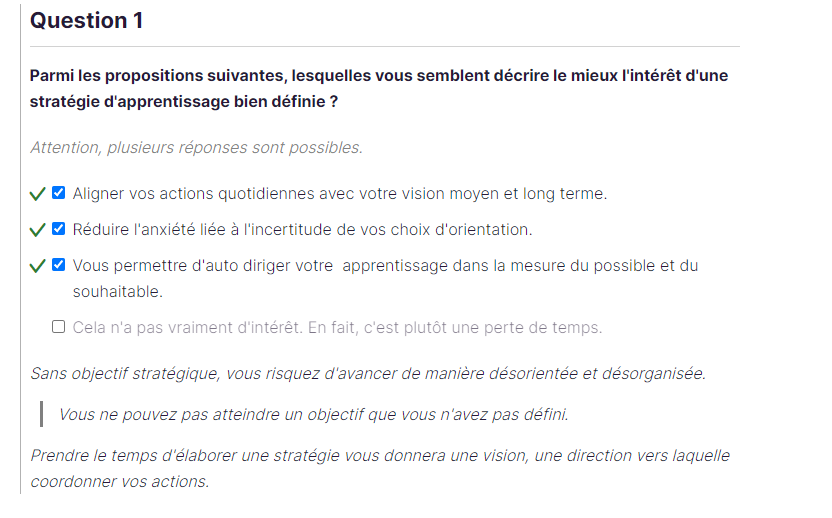 Question 1
Parmi les propositions suivantes, lesquelles vous semblent décrire le mieux l'intérêt d'une
stratégie d'apprentissage bien définie ?
Attention, plusieurs réponses sont possibles.
Aligner vos actions quotidiennes avec votre vision moyen et long terme.
Réduire l'anxiété liée à l'incertitude de vos choix d'orientation.
Vous permettre d'auto diriger votre  apprentissage dans la mesure du possible et du
souhaitable.
Cela n'a pas vraiment d'intérêt. En fait, c'est plutôt une perte de temps.
Sans objectif stratégique, vous risquez d'avancer de manière désorientée et désorganisée.
Vous ne pouvez pas atteindre un objectif que vous n'avez pas défini.
Prendre le temps d'élaborer une stratégie vous donnera une vision, une direction vers laquelle
coordonner vos actions.